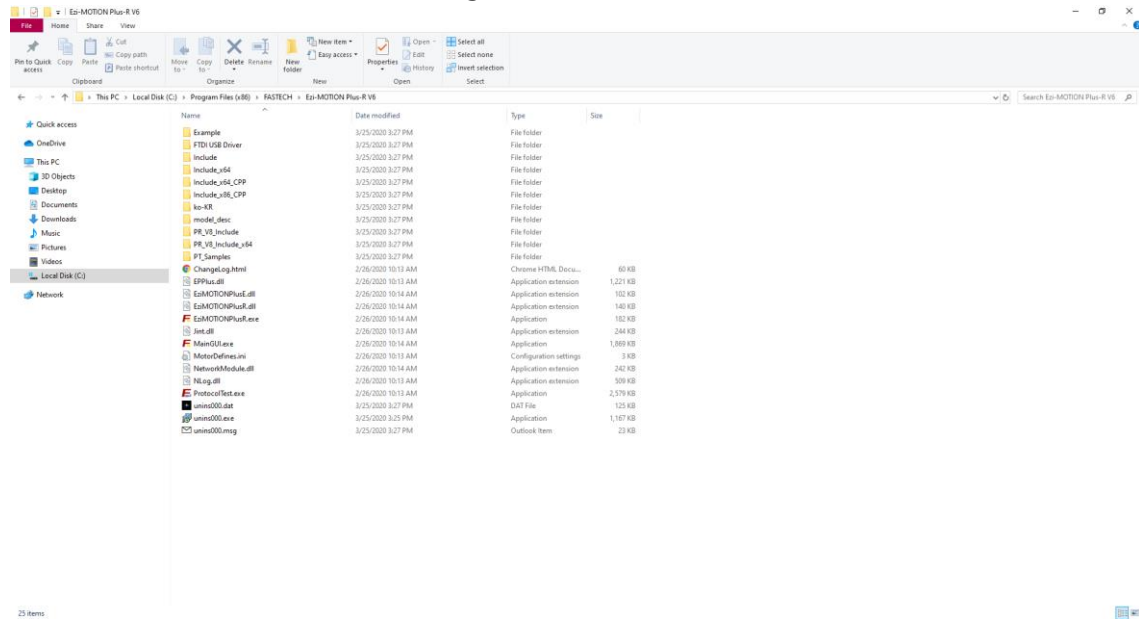 Ezi-MOTION Plus-R V6
File Home Share View
Pin to Quick access
Copy
Paste
Cut
Copy path
Paste shortcut
Clipboard
Move to
Copy to
Delete
Rename
Organize
New folder
New item
Easy access
New
Properties
Open
Edit
History
Open
Select all
Select none
Invert selection
Select
This PC > Local Disk (C:) > Program Files (x86) > FASTECH > Ezi-MOTION Plus-R V6
Search Ezi-MOTION Plus-R V6
Quick access
OneDrive
This PC
3D Objects
Desktop
Documents
Downloads
Music
Pictures
Videos
Local Disk (C:)
Network
Name Date modified Type Size
Example 3/25/2020 3:27 PM File folder
FTDI USB Driver 3/25/2020 3:27 PM File folder
Include 3/25/2020 3:27 PM File folder
Include_x64 3/25/2020 3:27 PM File folder
Include_x64_CPP 3/25/2020 3:27 PM File folder
Include_x86_CPP 3/25/2020 3:27 PM File folder
ko-KR 3/25/2020 3:27 PM File folder
model_desc 3/25/2020 3:27 PM File folder
PR_V8_Include 3/25/2020 3:27 PM File folder
PR_V8_Include_x64 3/25/2020 3:27 PM File folder
PT_Samples 3/25/2020 3:27 PM File folder
ChangeLog.html 2/26/2020 10:13 AM Chrome HTML Docu... 60 KB
EPPlus.dll 2/26/2020 10:13 AM Application extension 1,221 KB
EziMOTIONPlusE.dll 2/26/2020 10:14 AM Application extension 102 KB
EziMOTIONPlusR.dll 2/26/2020 10:14 AM Application extension 140 KB
EziMOTIONPlusR.exe 2/26/2020 10:14 AM Application 182 KB
Jint.dll 2/26/2020 10:13 AM Application extension 244 KB
MainGUI.exe 2/26/2020 10:14 AM Application 1,869 KB
MotorDefines.ini 2/26/2020 10:13 AM Configuration settings 3 KB
NetworkModule.dll 2/26/2020 10:14 AM Application extension 242 KB
NLog.dll 2/26/2020 10:13 AM Application extension 509 KB
ProtocolTest.exe 2/26/2020 10:13 AM Application 2,579 KB
unins000.dat 3/25/2020 3:27 PM DAT File 125 KB
unins000.exe 3/25/2020 3:25 PM Application 1,167 KB
unins000.msg 3/25/2020 3:27 PM Outlook Item 23 KB
25 items